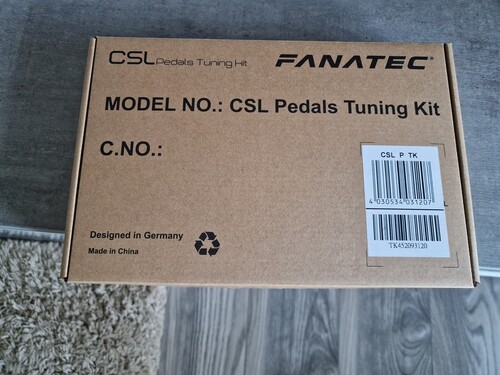 CSL Pedals Tuning Kit
FANATEC®
MODEL NO.: CSL Pedals Tuning Kit
C.NO.:
CSL P TK
4 030534 031207
TK452093120
Designed in Germany
Made in China